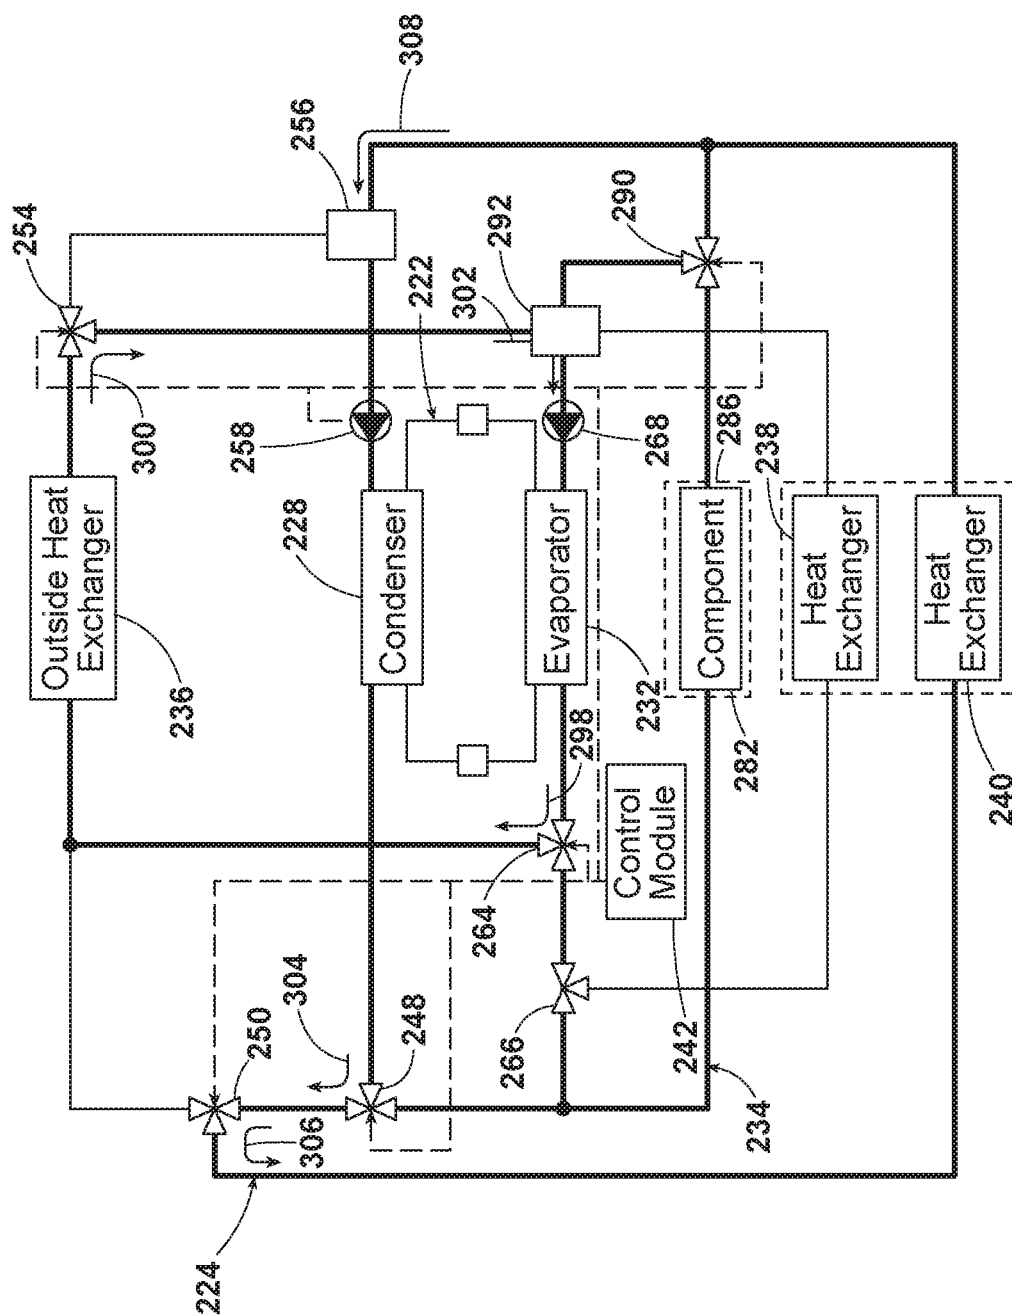 254
Outside Heat
Exchanger
300
236
224
250
258
304
228
256
306
Condenser
308
248
222
264
266
292
302
Evaporator
298
Control
Module
290
232
268
242
Component
286
282
234
238
Heat
Exchanger
Heat
Exchanger
240